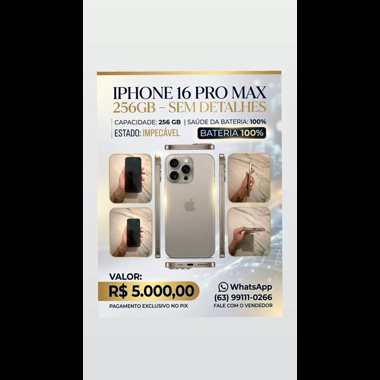 IPHONE 16 PRO MAX
256GB – SEM DETALHES
CAPACIDADE: 256 GB | SAÚDE DA BATERIA: 100%
ESTADO: IMPECÁVEL
BATERIA 100%
VALOR:
R$ 5.000,00
PAGAMENTO EXCLUSIVO NO PIX
WhatsApp
(63) 99111-0266
FALE COM O VENDEDOR